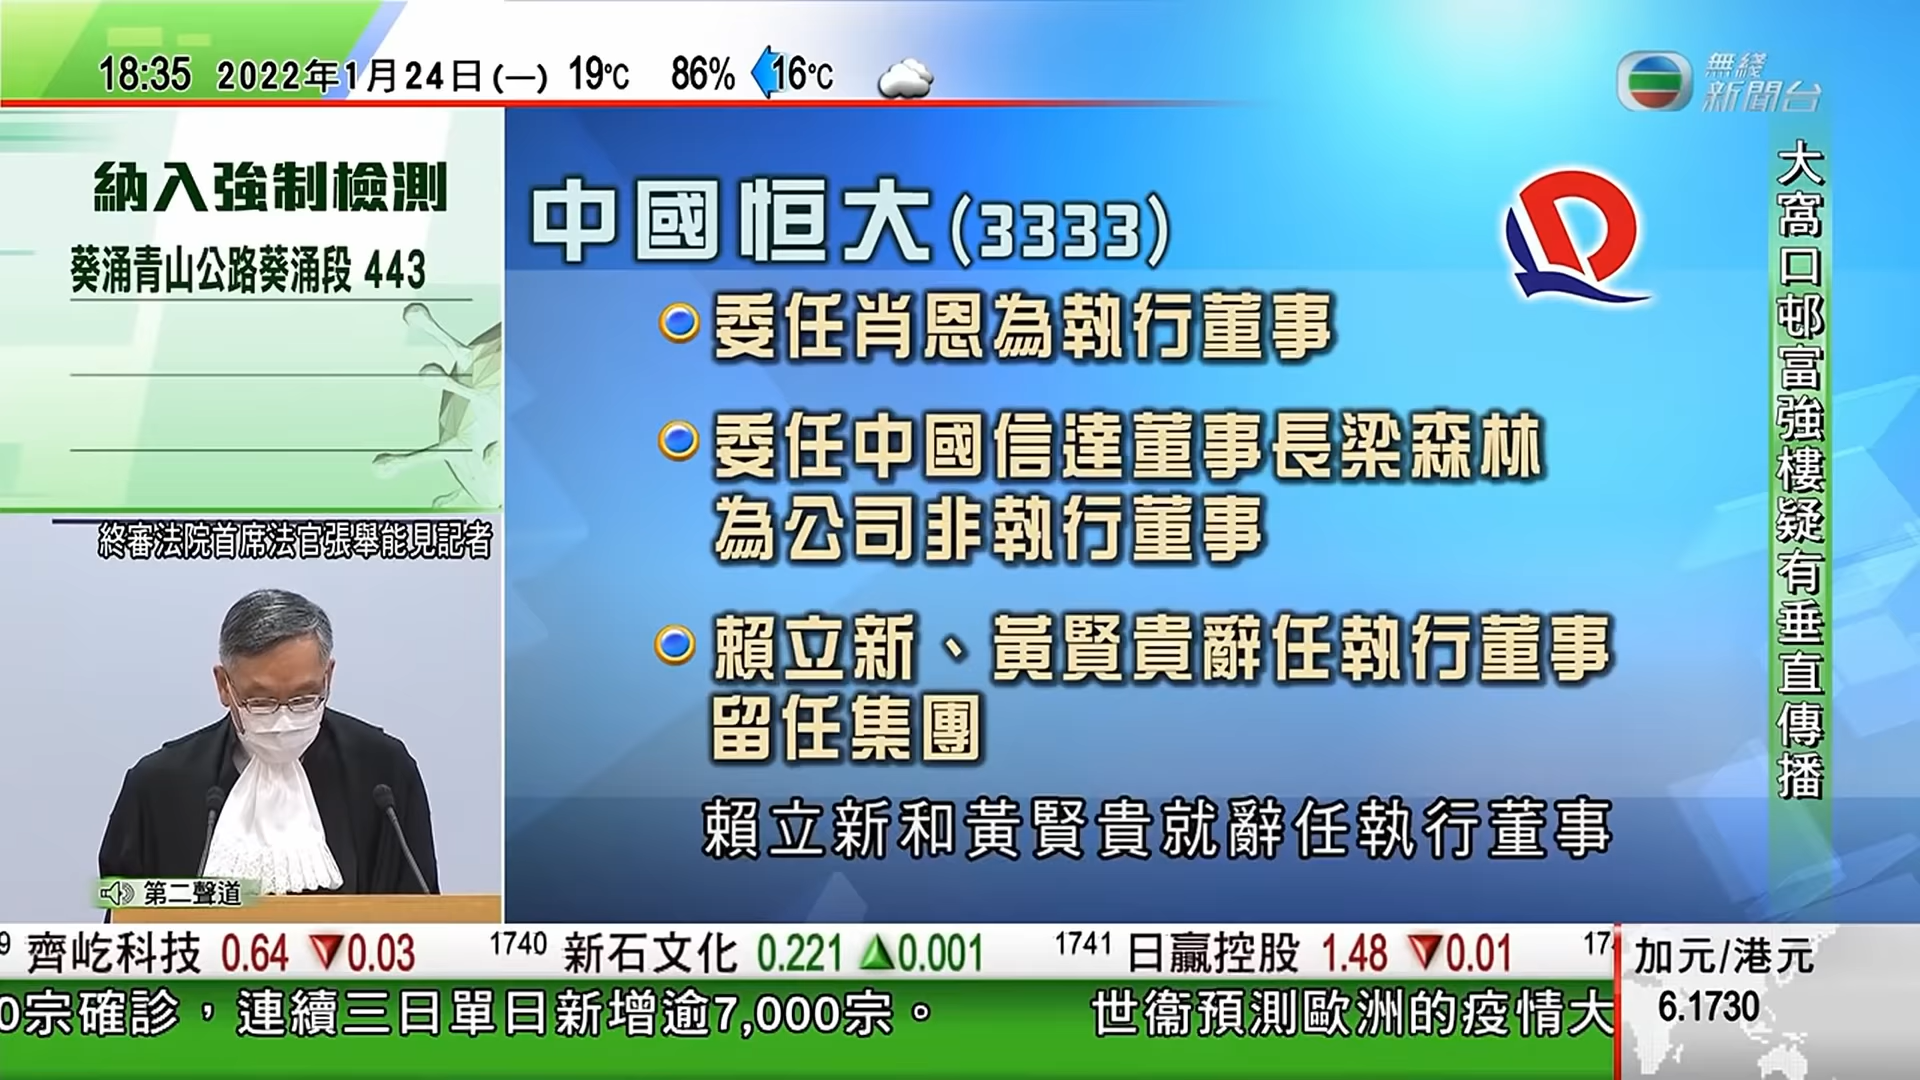 18:35 2022年1月24日(一) 19℃ 86% 16℃
無綫
新聞台
納入強制檢測
葵涌青山公路葵涌段 443
終審法院首席法官張舉能見記者
第二聲道
中國恒大(3333)
委任肖恩為執行董事
委任中國信達董事長梁森林
為公司非執行董事
賴立新、黃賢貴辭任執行董事
留任集團
賴立新和黃賢貴就辭任執行董事
大窩口邨富強樓疑有垂直傳播
9 齊屹科技 0.64 ▼0.03 1740 新石文化 0.221 ▲0.001 1741 日贏控股 1.48 ▼0.01 174
加元/港元
6.1730
0宗確診，連續三日單日新增逾7,000宗。 世衞預測歐洲的疫情大